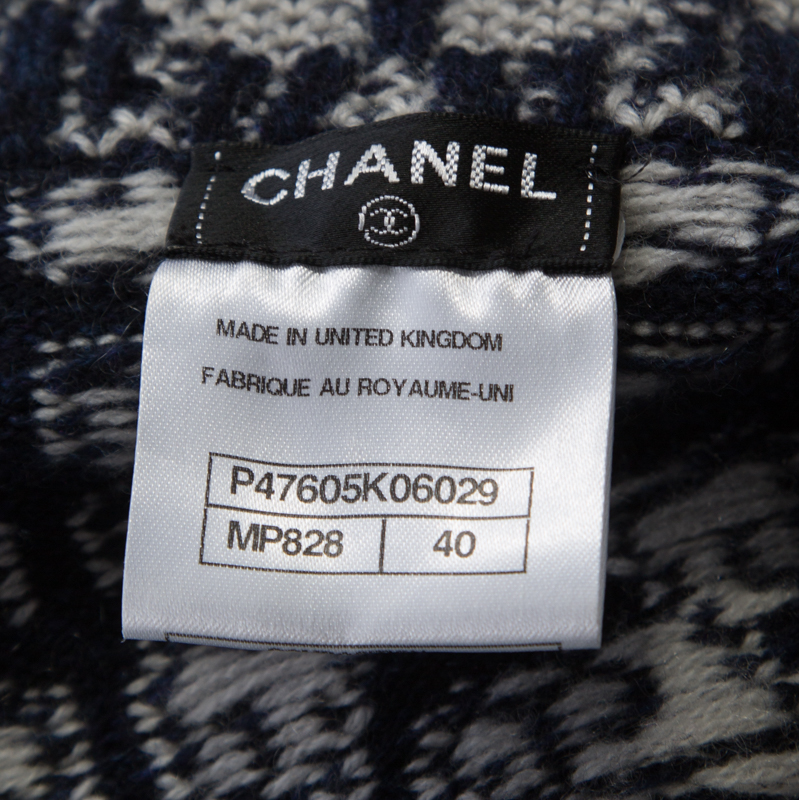 CHANEL
MADE IN UNITED KINGDOM
FABRIQUE AU ROYAUME-UNI
P47605K06029
MP828 40